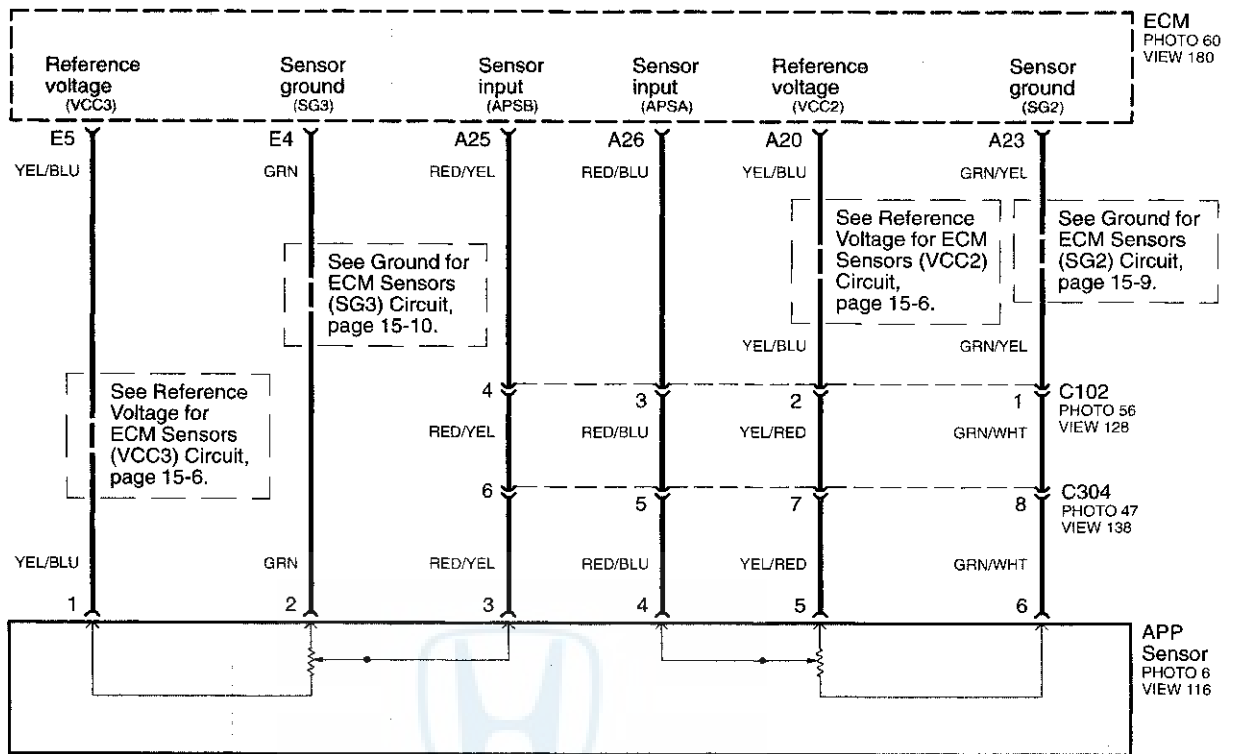 ECM
PHOTO 60
VIEW 180
Reference
voltage
(VCC3)
Sensor
ground
(SG3)
Sensor
input
(APSB)
Sensor
input
(APSA)
Reference
voltage
(VCC2)
Sensor
ground
(SG2)
E5
E4
A25
A26
A20
A23
YEL/BLU
GRN
RED/YEL
RED/BLU
YEL/BLU
GRN/YEL
See Reference
Voltage for ECM
Sensors (VCC2)
Circuit,
page 15-6.
See Ground for
ECM Sensors
(SG2) Circuit,
page 15-9.
See Ground for
ECM Sensors
(SG3) Circuit,
page 15-10.
YEL/BLU
GRN/YEL
See Reference
Voltage for
ECM Sensors
(VCC3) Circuit,
page 15-6.
4
3
2
1
C102
PHOTO 56
VIEW 128
RED/YEL
RED/BLU
YEL/RED
GRN/WHT
6
5
7
8
C304
PHOTO 47
VIEW 138
YEL/BLU
GRN
RED/YEL
RED/BLU
YEL/RED
GRN/WHT
1
2
3
4
5
6
APP
Sensor
PHOTO 6
VIEW 116